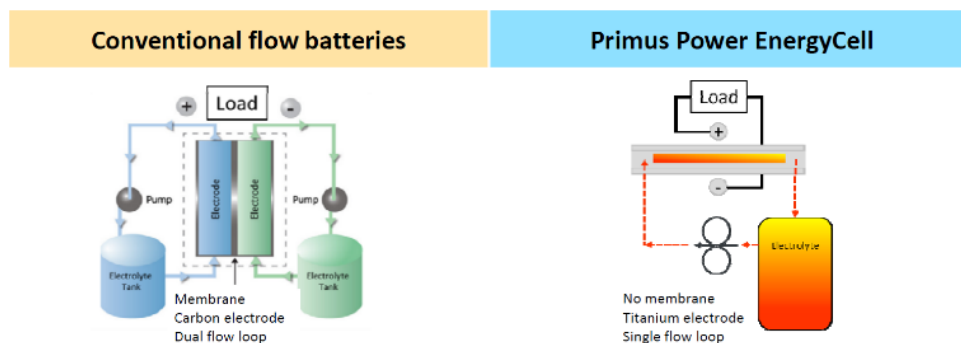 Conventional flow batteries
Primus Power EnergyCell
+
Load
-
Electrode
Electrode
Pump
Pump
Electrolyte
Tank
Electrolyte
Tank
Membrane
Carbon electrode
Dual flow loop
Load
+
-
Electrolyte
No membrane
Titanium electrode
Single flow loop